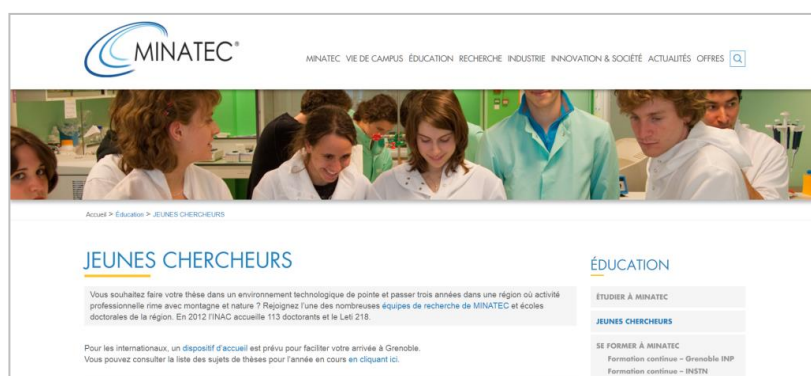 MINATEC®
MINATEC VIE DE CAMPUS ÉDUCATION RECHERCHE INDUSTRIE INNOVATION & SOCIÉTÉ ACTUALITÉS OFFRES
Accueil > Éducation > JEUNES CHERCHEURS
JEUNES CHERCHEURS
Vous souhaitez faire votre thèse dans un environnement technologique de pointe et passer trois années dans une région où activité
professionnelle rime avec montagne et nature ? Rejoignez l'une des nombreuses équipes de recherche de MINATEC et écoles
doctorales de la région. En 2012 l'INAC accueille 113 doctorants et le Leti 218.
Pour les internationaux, un dispositif d'accueil est prévu pour faciliter votre arrivée à Grenoble.
Vous pouvez consulter la liste des sujets de thèses pour l'année en cours en cliquant ici.
ÉDUCATION
ÉTUDIER À MINATEC
JEUNES CHERCHEURS
SE FORMER À MINATEC
Formation continue – Grenoble INP
Formation continue – INSTN